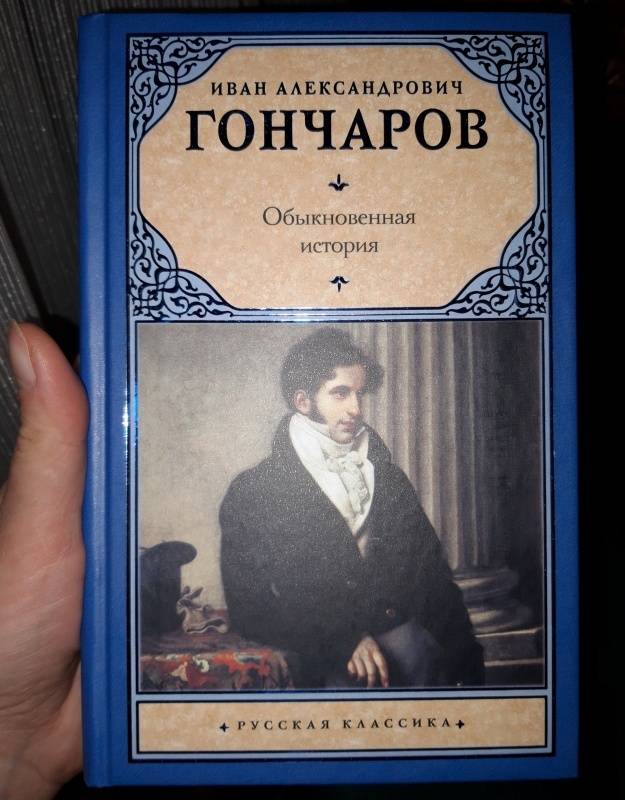 ИВАН АЛЕКСАНДРОВИЧ
ГОНЧАРОВ
Обыкновенная
история
РУССКАЯ КЛАССИКА